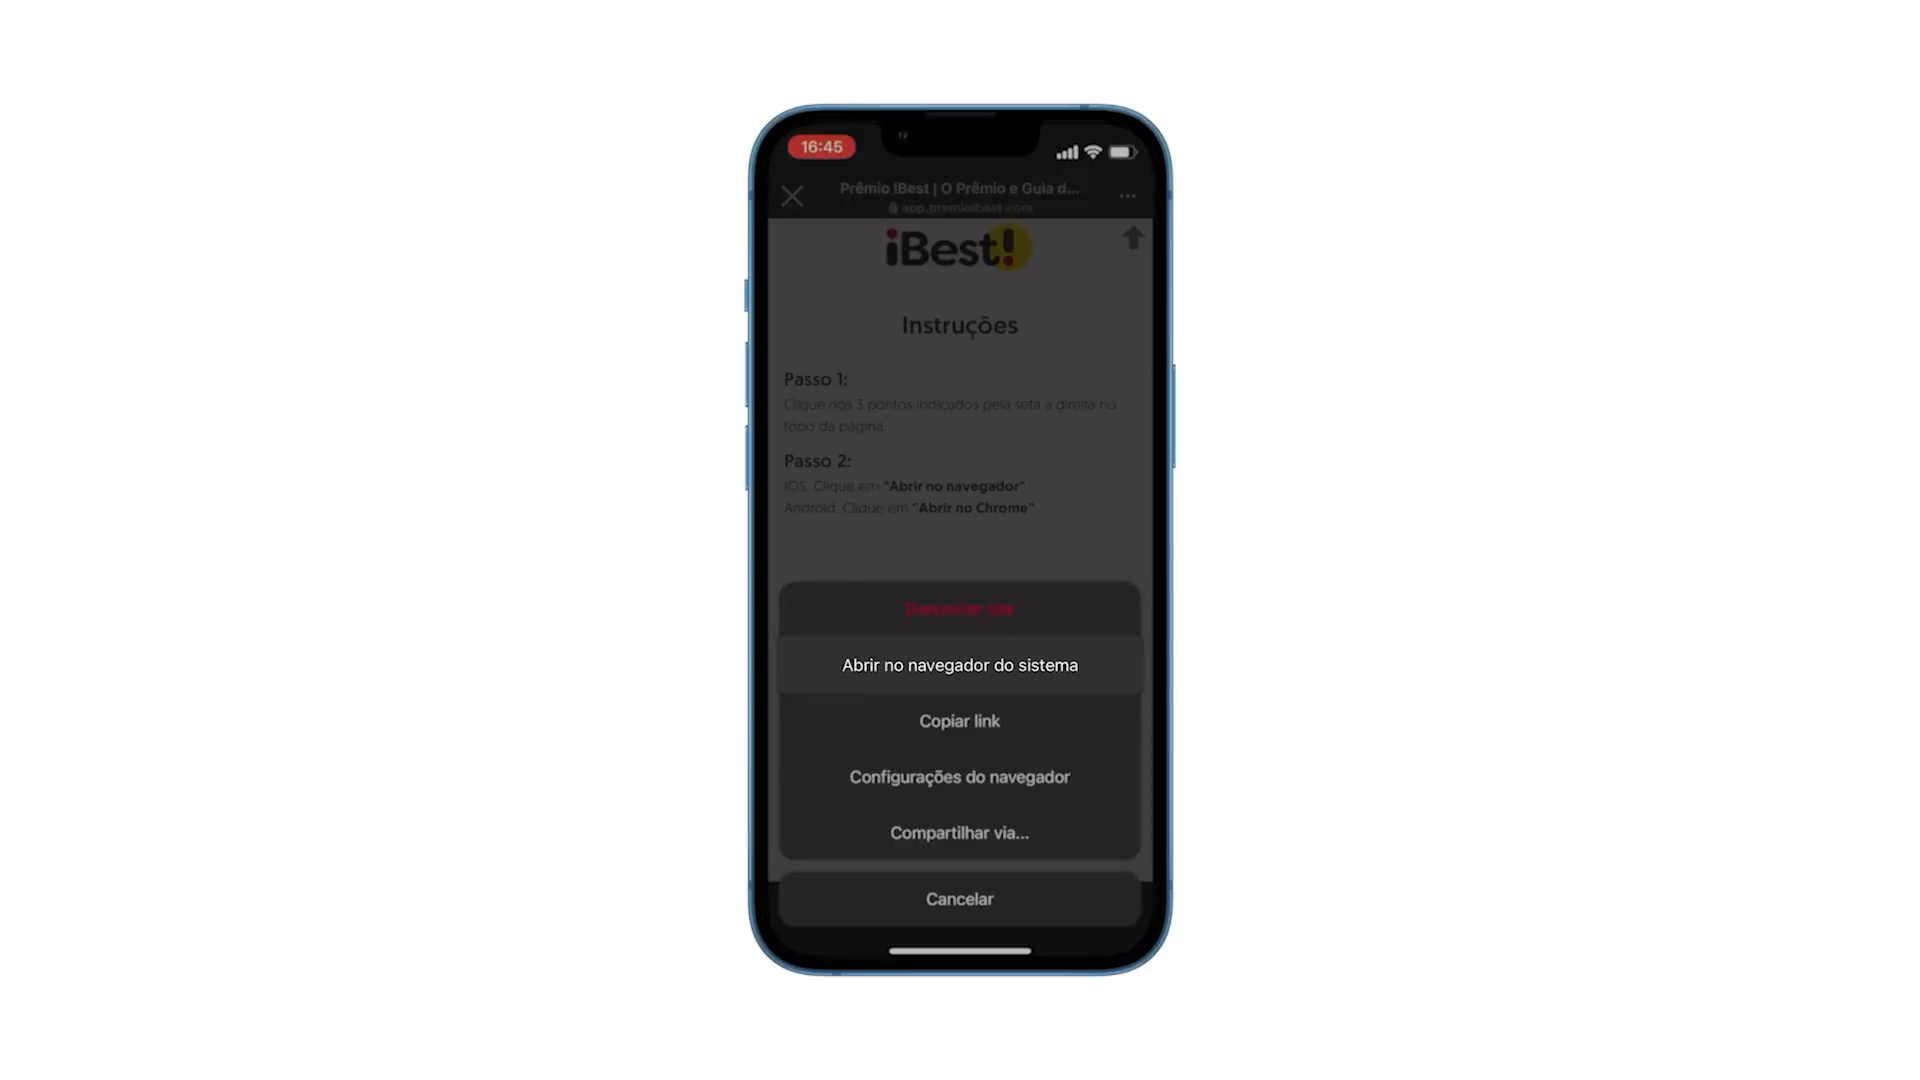 16:45
Prêmio iBest | O Prêmio e Guia d...
app.premioibest.com
iBest!
Instruções
Passo 1:
Clique nos 3 pontos indicados pela seta a direita no
topo da página.
Passo 2:
IOS: Clique em "Abrir no navegador"
Android: Clique em "Abrir no Chrome"
Denunciar site
Abrir no navegador do sistema
Copiar link
Configurações do navegador
Compartilhar via...
Cancelar